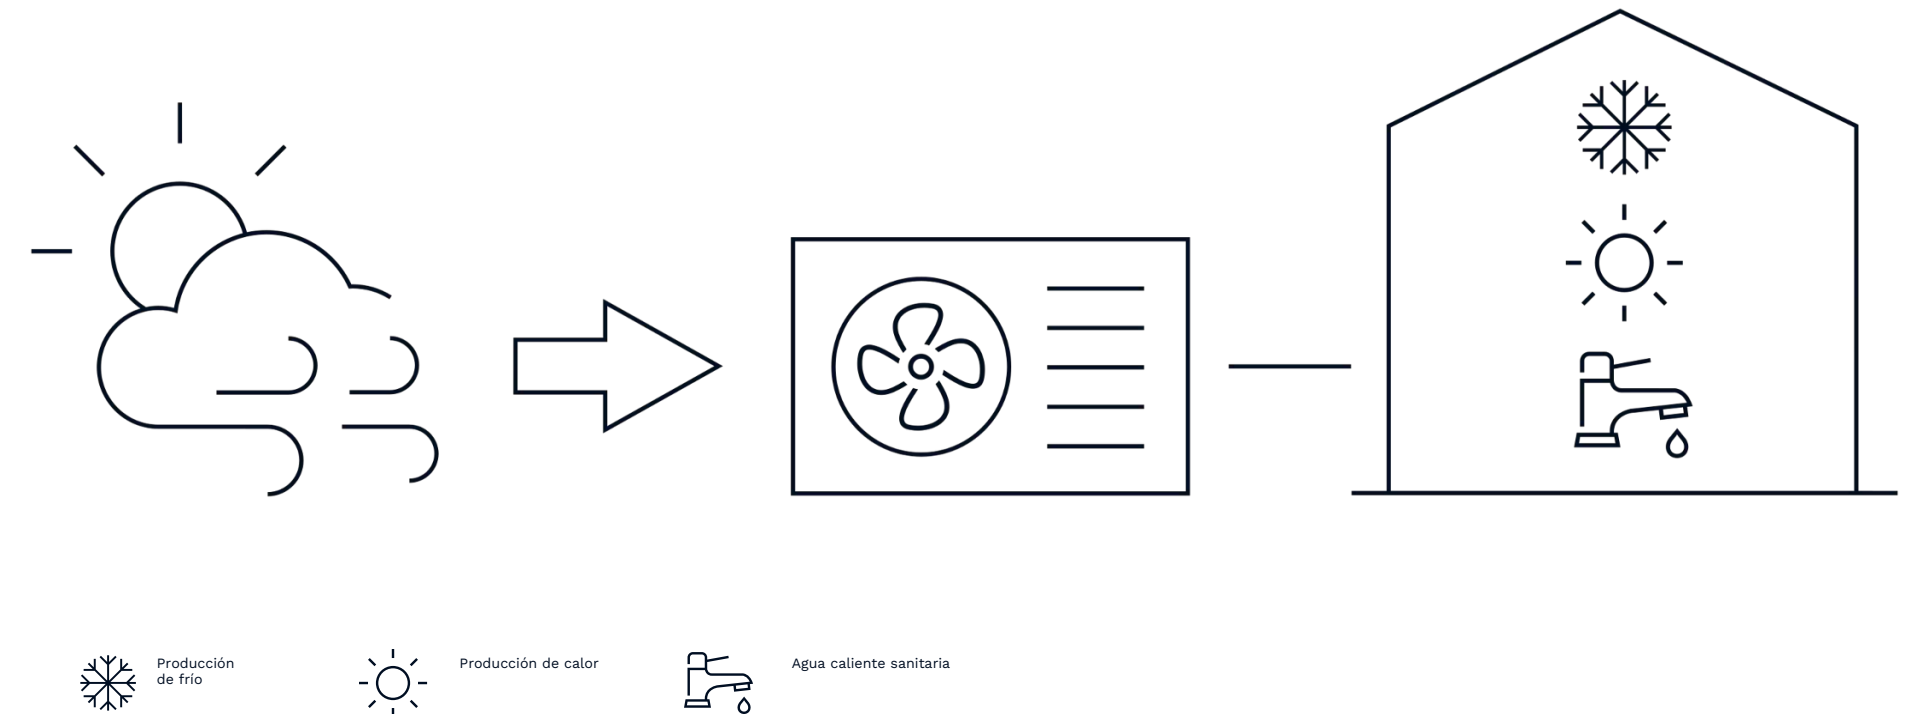 Producción
de frío
Producción de calor
Agua caliente sanitaria